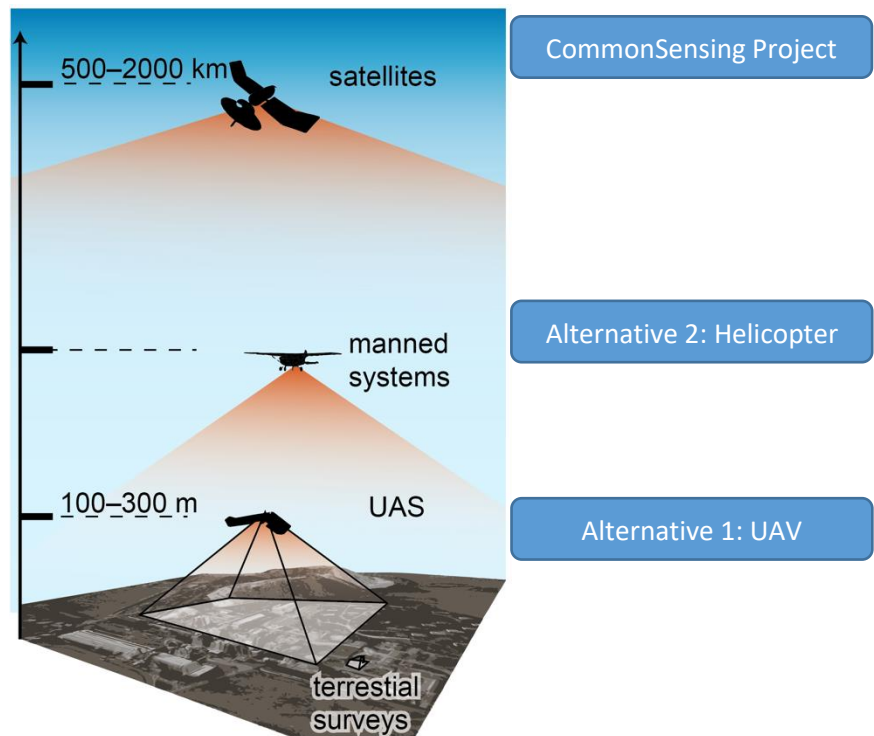 CommonSensing Project
500–2000 km
satellites
Alternative 2: Helicopter
manned
systems
100–300 m
UAS
Alternative 1: UAV
terrestial
surveys